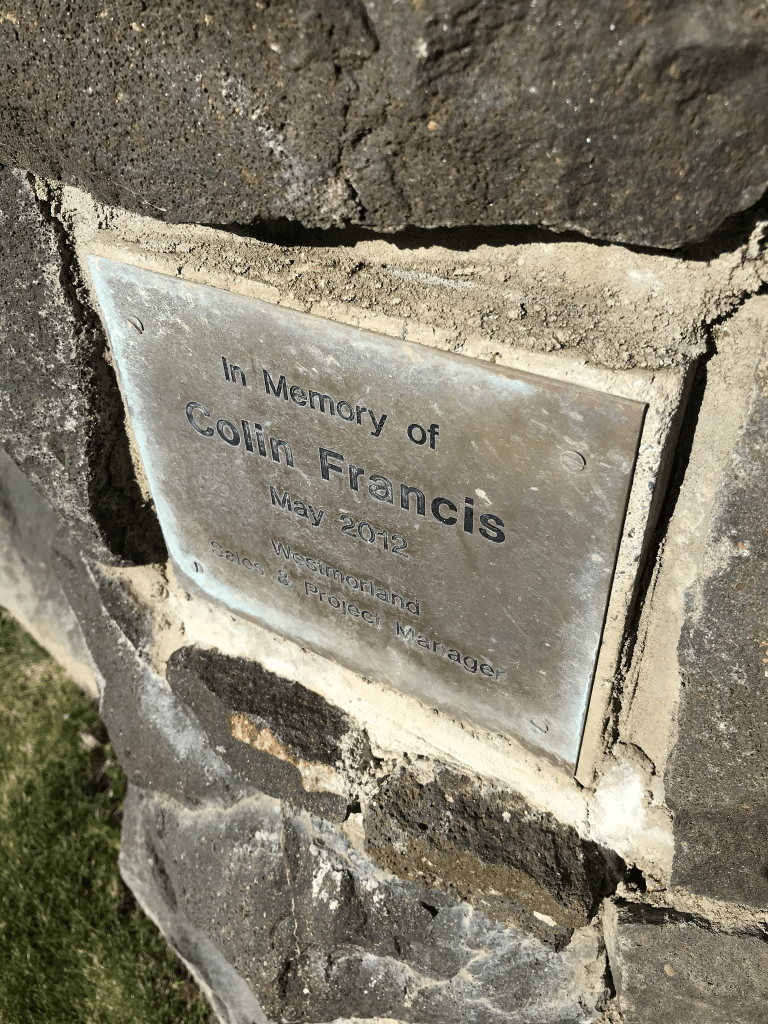 In Memory of
Colin Francis
May 2012
Westmorland
Sales & Project Manager